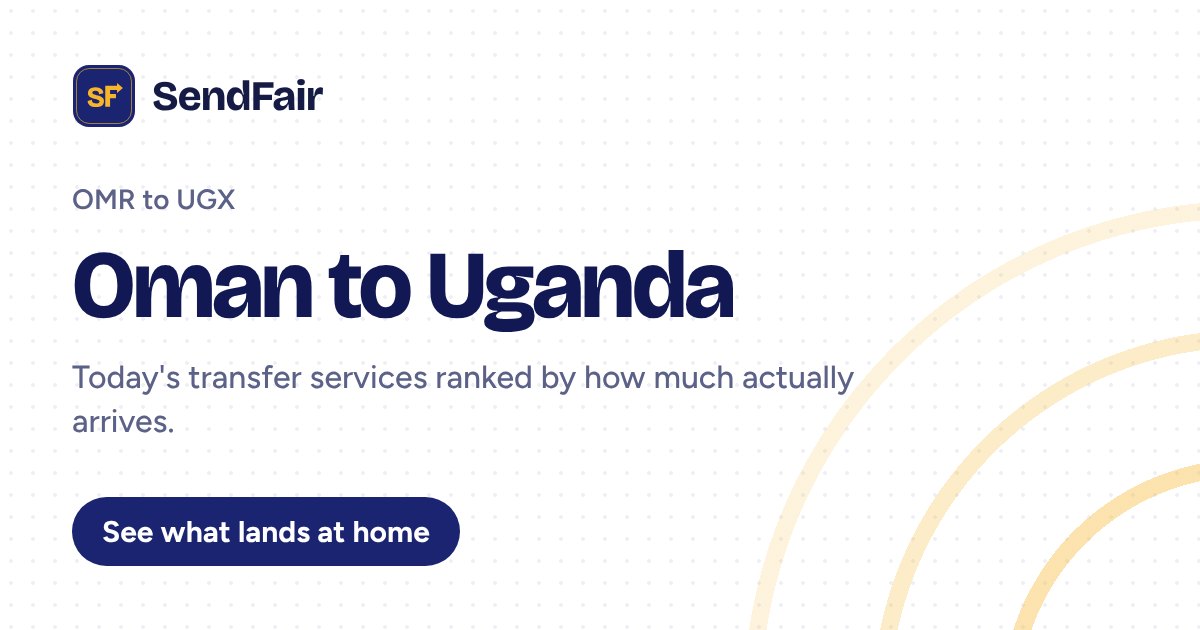 SF
SendFair
OMR to UGX
Oman to Uganda
Today's transfer services ranked by how much actually
arrives.
See what lands at home